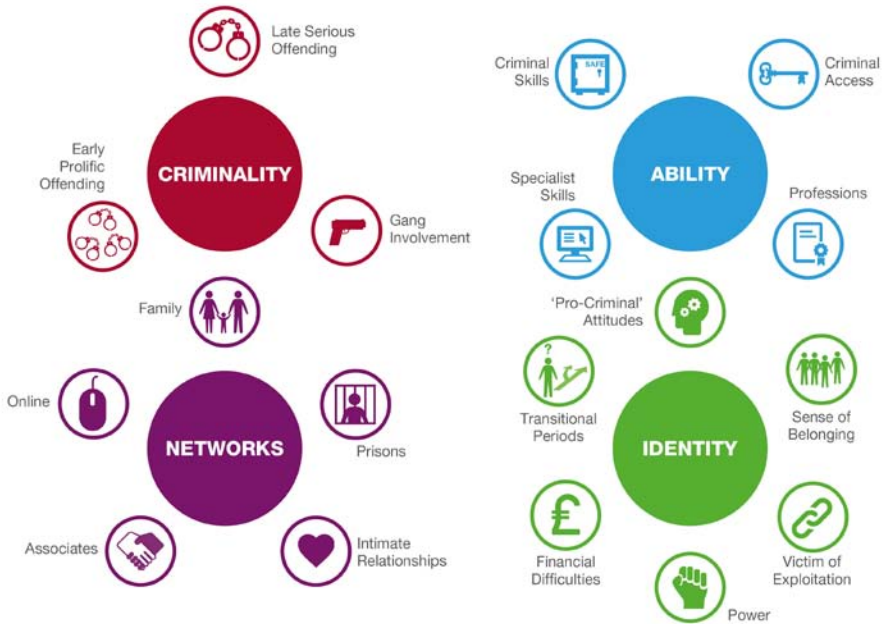 Late Serious
Offending
Early
Prolific
Offending
CRIMINALITY
Gang
Involvement
Family
Online
NETWORKS
Prisons
Associates
Intimate
Relationships
Criminal
Skills
SAFE
Criminal
Access
ABILITY
Specialist
Skills
Professions
'Pro-Criminal'
Attitudes
?
Transitional
Periods
Sense of
Belonging
IDENTITY
£
Financial
Difficulties
Victim of
Exploitation
Power